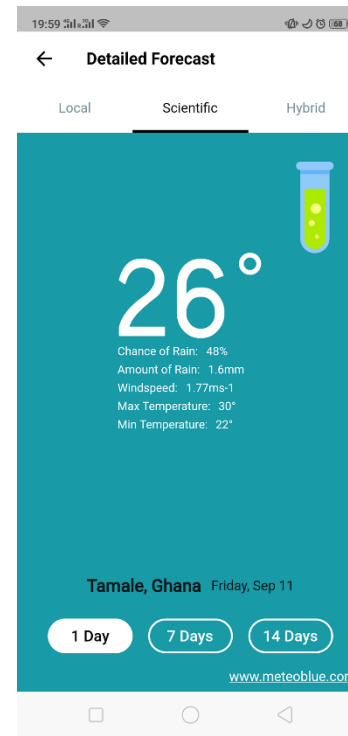 19:59
68
Detailed Forecast
Local Scientific Hybrid
26°
Chance of Rain: 48%
Amount of Rain: 1.6mm
Windspeed: 1.77ms-1
Max Temperature: 30°
Min Temperature: 22°
Tamale, Ghana Friday, Sep 11
1 Day 7 Days 14 Days
www.meteoblue.cor